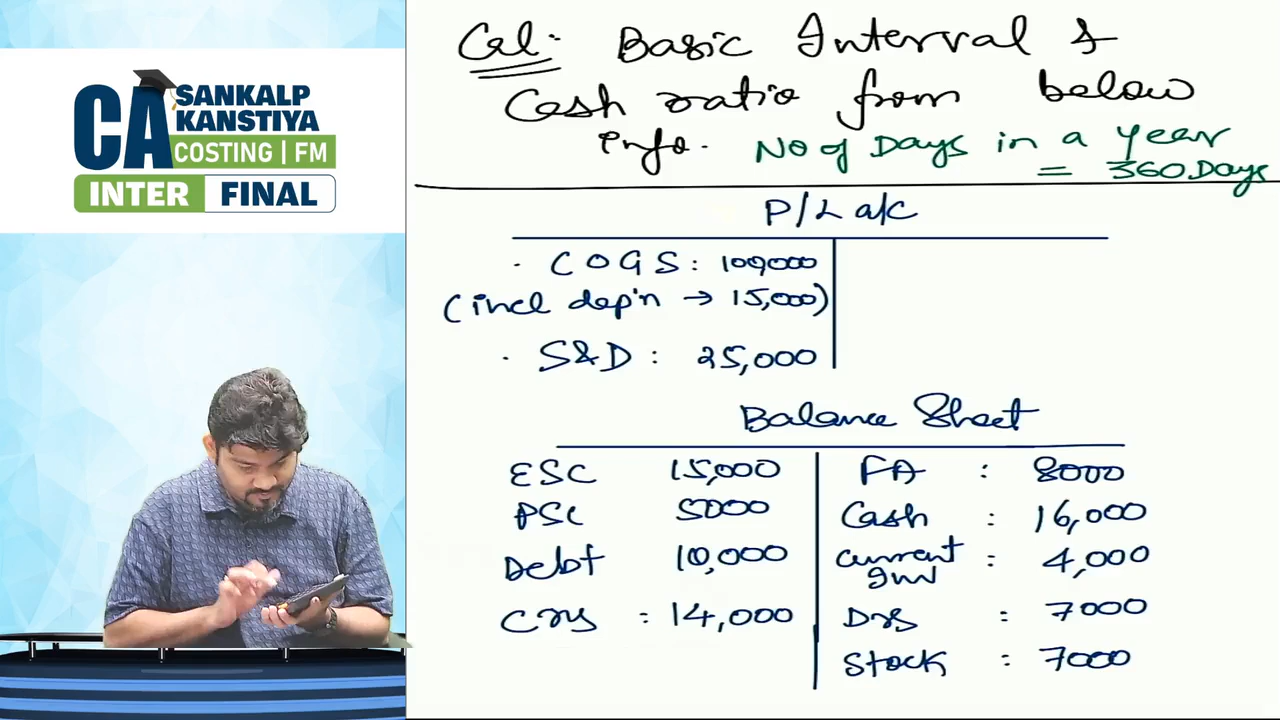 CA SANKALP KANSTIYA
COSTING | FM
INTER FINAL
Cal: Basic Interval &
Cash ratio from below
info. No of Days in a Year
= 360 Days
P/L a/c
· COGS: 100,000
(incl dep'n → 15,000)
· S&D : 25,000
Balance Sheet
ESC 15,000 FA : 8000
PSC 5000 Cash : 16,000
Debt 10,000 Current Inv : 4,000
Crs : 14,000 Drs : 7000
Stock : 7000